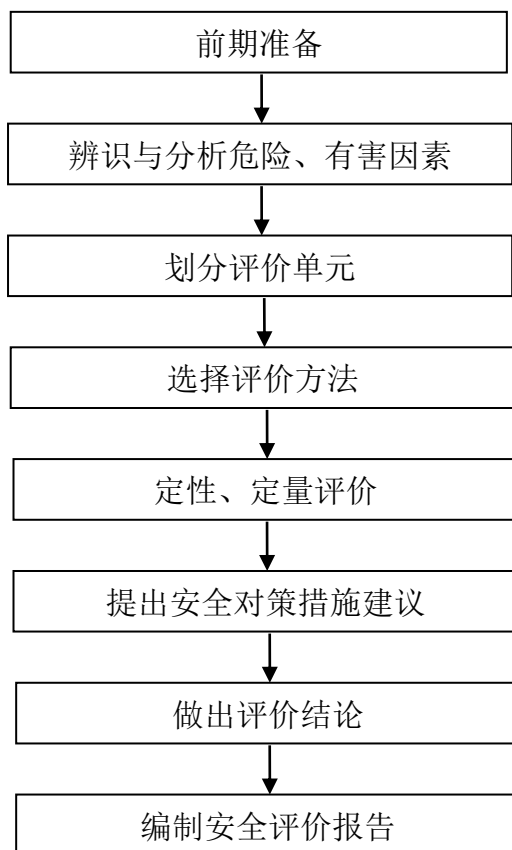 前期准备
辨识与分析危险、有害因素
划分评价单元
选择评价方法
定性、定量评价
提出安全对策措施建议
做出评价结论
编制安全评价报告